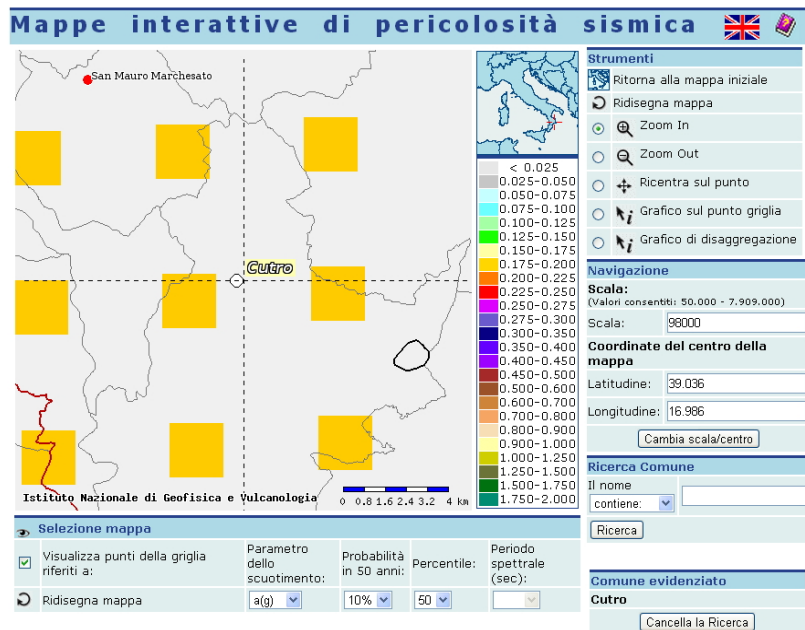 Mappe interattive di pericolosità sismica
San Mauro Marchesato
Cutro
Istituto Nazionale di Geofisica e Vulcanologia
0 0.8 1.6 2.4 3.2 4 km
< 0.025
0.025-0.050
0.050-0.075
0.075-0.100
0.100-0.125
0.125-0.150
0.150-0.175
0.175-0.200
0.200-0.225
0.225-0.250
0.250-0.275
0.275-0.300
0.300-0.350
0.350-0.400
0.400-0.450
0.450-0.500
0.500-0.600
0.600-0.700
0.700-0.800
0.800-0.900
0.900-1.000
1.000-1.250
1.250-1.500
1.500-1.750
1.750-2.000
Strumenti
Ritorna alla mappa iniziale
Ridisegna mappa
Zoom In
Zoom Out
Ricentra sul punto
Grafico sul punto griglia
Grafico di disaggregazione
Navigazione
Scala:
(Valori consentiti: 50.000 - 7.909.000)
Scala: 98000
Coordinate del centro della
mappa
Latitudine: 39.036
Longitudine: 16.986
Cambia scala/centro
Ricerca Comune
Il nome
contiene:
Ricerca
Comune evidenziato
Cutro
Cancella la Ricerca
Selezione mappa
Visualizza punti della griglia
riferiti a:
Parametro
dello
scuotimento:
Probabilità
in 50 anni:
Percentile:
Periodo
spettrale
(sec):
Ridisegna mappa
a(g)
10%
50